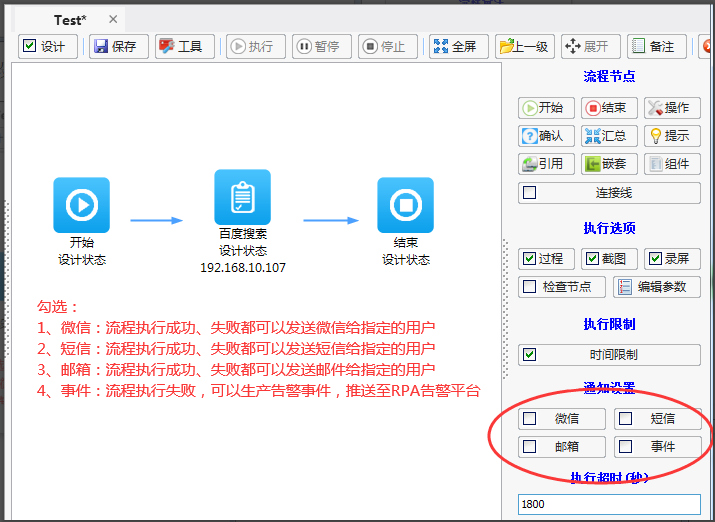 Test*
设计 保存 工具 执行 暂停 停止 全屏 上一级 展开 备注
流程节点
开始 结束 操作
确认 汇总 提示
引用 嵌套 组件
连接线
执行选项
过程 截图 录屏
检查节点 编辑参数
执行限制
时间限制
通知设置
微信 短信
邮箱 事件
执行超时(秒)
1800
开始
设计状态
百度搜索
设计状态
192.168.10.107
结束
设计状态
勾选：
1、微信：流程执行成功、失败都可以发送微信给指定的用户
2、短信：流程执行成功、失败都可以发送短信给指定的用户
3、邮箱：流程执行成功、失败都可以发送邮件给指定的用户
4、事件：流程执行失败，可以生产告警事件，推送至RPA告警平台